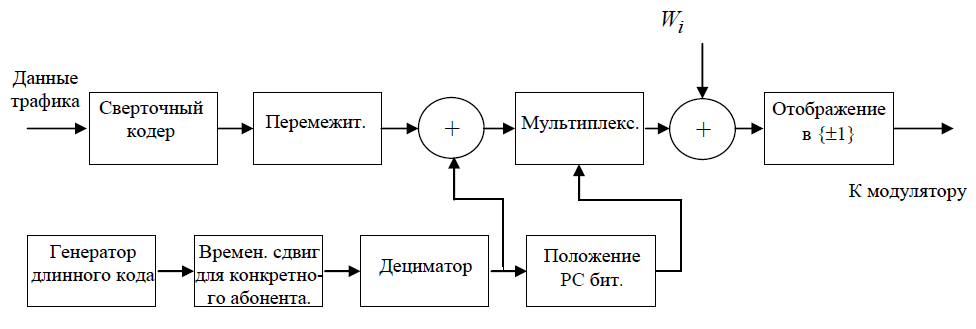 W_i
Данные
трафика
Сверточный
кодер
Перемежит.
+
Мультиплекс.
+
Отображение
в {±1}
К модулятору
Генератор
длинного кода
Времен. сдвиг
для конкретно-
го абонента.
Дециматор
Положение
PC бит.